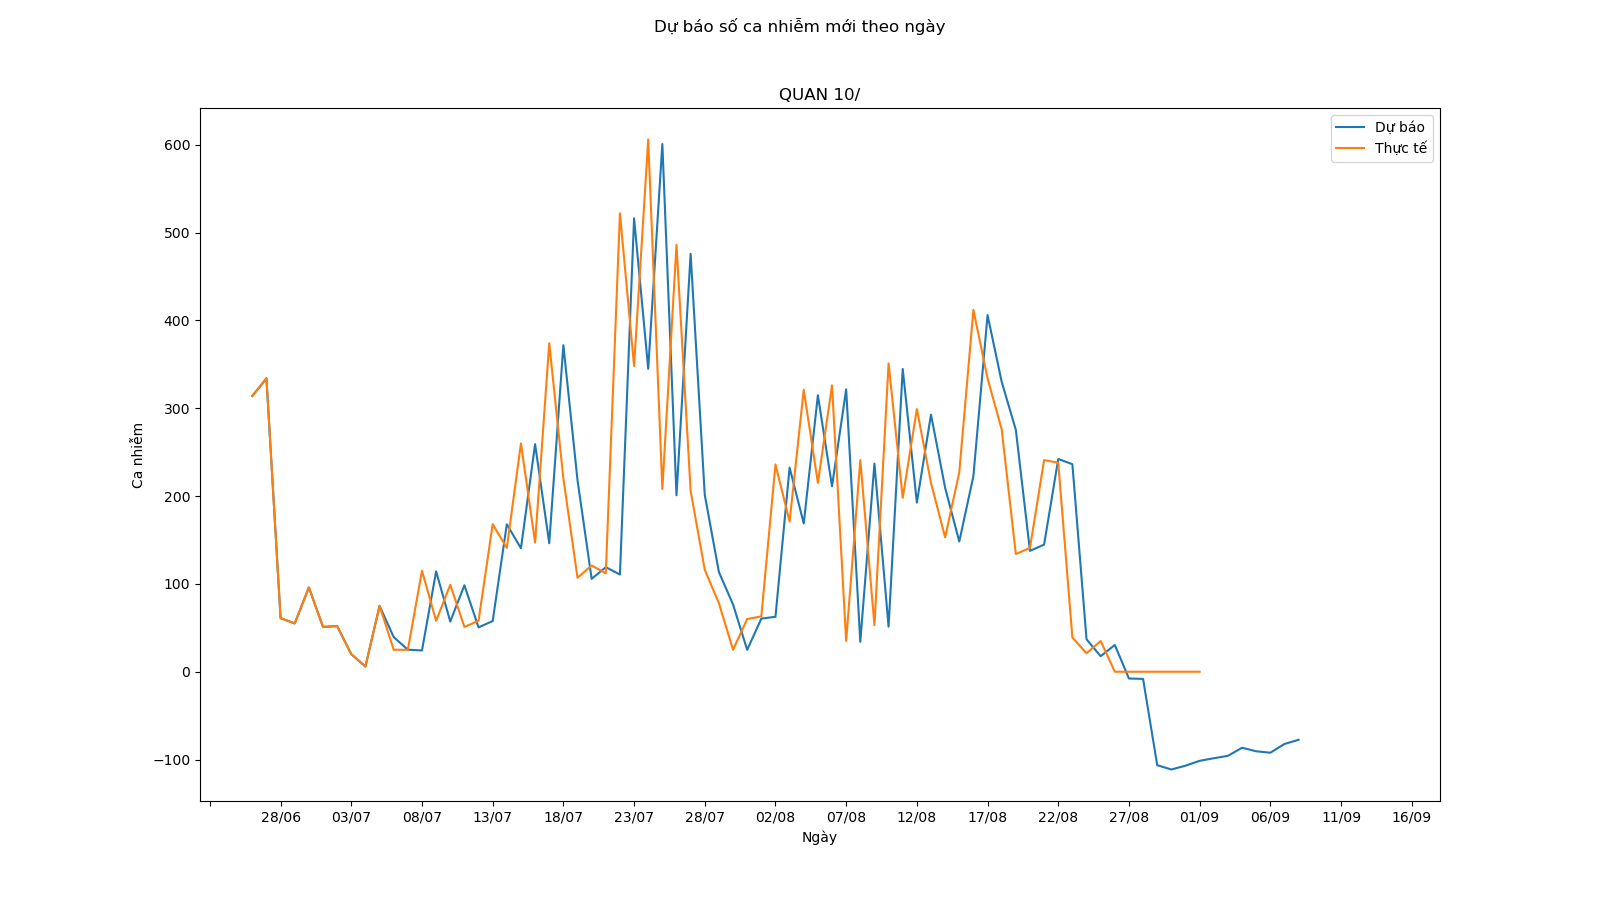 Dự báo số ca nhiễm mới theo ngày
QUAN 10/
Dự báo
Thực tế
600
500
400
300
200
100
0
−100
Ca nhiễm
28/06 03/07 08/07 13/07 18/07 23/07 28/07 02/08 07/08 12/08 17/08 22/08 27/08 01/09 06/09 11/09 16/09
Ngày